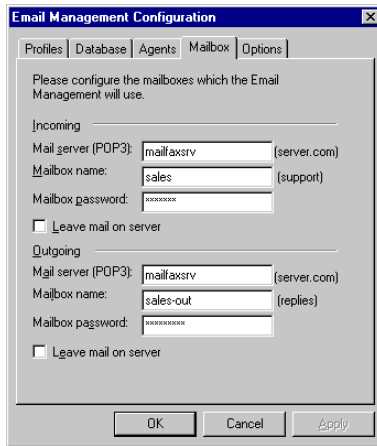 Email Management Configuration
Profiles Database Agents Mailbox Options
Please configure the mailboxes which the Email
Management will use.
Incoming
Mail server (POP3): mailfaxsrv (server.com)
Mailbox name: sales (support)
Mailbox password: xxxxxxx
Leave mail on server
Outgoing
Mail server (POP3): mailfaxsrv (server.com)
Mailbox name: sales-out (replies)
Mailbox password: xxxxxxxxx
Leave mail on server
OK Cancel Apply